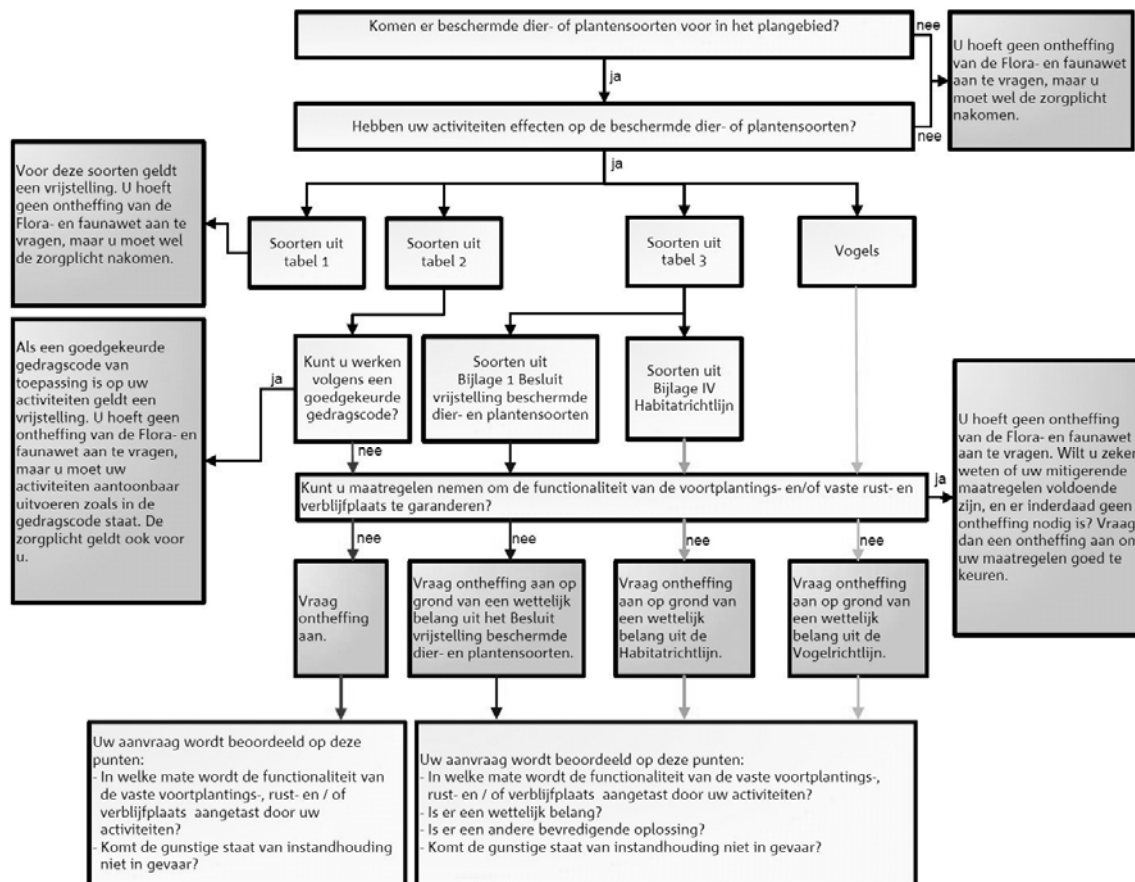 Komen er beschermde dier- of plantensoorten voor in het plangebied?
nee
U hoeft geen ontheffing
van de Flora- en faunawet
aan te vragen, maar u
moet wel de zorgplicht
nakomen.
ja
Hebben uw activiteiten effecten op de beschermde dier- of plantensoorten?
nee
ja
Voor deze soorten geldt
een vrijstelling. U hoeft
geen ontheffing van de
Flora- en faunawet aan te
vragen, maar u moet wel
de zorgplicht nakomen.
Soorten uit
tabel 1
Soorten uit
tabel 2
Soorten uit
tabel 3
Vogels
Als een goedgekeurde
gedragscode van
toepassing is op uw
activiteiten geldt een
vrijstelling. U hoeft geen
ontheffing van de Flora- en
faunawet aan te vragen,
maar u moet uw
activiteiten aantoonbaar
uitvoeren zoals in de
gedragscode staat. De
zorgplicht geldt ook voor
u.
ja
Kunt u werken
volgens een
goedgekeurde
gedragscode?
Soorten uit
Bijlage 1 Besluit
vrijstelling beschermde
dier- en plantensoorten
Soorten uit
Bijlage IV
Habitatrichtlijn
nee
Kunt u maatregelen nemen om de functionaliteit van de voortplantings- en/of vaste rust- en
verblijfplaats te garanderen?
ja
U hoeft geen ontheffing
van de Flora- en faunawet
aan te vragen. Wilt u zeker
weten of uw mitigerende
maatregelen voldoende
zijn, en er inderdaad geen
ontheffing nodig is? Vraag
dan een ontheffing aan om
uw maatregelen goed te
keuren.
nee
nee
nee
nee
Vraag
ontheffing
aan.
Vraag ontheffing aan op
grond van een wettelijk
belang uit het Besluit
vrijstelling beschermde
dier- en plantensoorten.
Vraag ontheffing
aan op grond van
een wettelijk
belang uit de
Habitatrichtlijn.
Vraag ontheffing
aan op grond van
een wettelijk
belang uit de
Vogelrichtlijn.
Uw aanvraag wordt beoordeeld op deze
punten:
- In welke mate wordt de functionaliteit van
de vaste voortplantings-, rust- en / of
verblijfplaats aangetast door uw
activiteiten?
- Komt de gunstige staat van instandhouding
niet in gevaar?
Uw aanvraag wordt beoordeeld op deze punten:
- In welke mate wordt de functionaliteit van de vaste voortplantings-,
rust- en / of verblijfplaats aangetast door uw activiteiten?
- Is er een wettelijk belang?
- Is er een andere bevredigende oplossing?
- Komt de gunstige staat van instandhouding niet in gevaar?